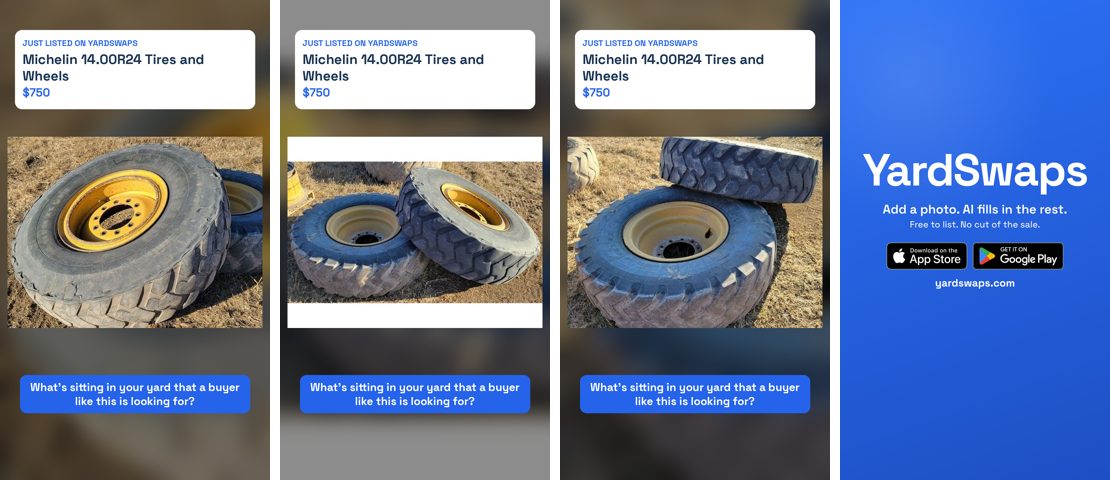 JUST LISTED ON YARDSWAPS
Michelin 14.00R24 Tires and
Wheels
$750
What's sitting in your yard that a buyer
like this is looking for?
JUST LISTED ON YARDSWAPS
Michelin 14.00R24 Tires and
Wheels
$750
What's sitting in your yard that a buyer
like this is looking for?
JUST LISTED ON YARDSWAPS
Michelin 14.00R24 Tires and
Wheels
$750
What's sitting in your yard that a buyer
like this is looking for?
YardSwaps
Add a photo. AI fills in the rest.
Free to list. No cut of the sale.
Download on the
App Store
GET IT ON
Google Play
yardswaps.com